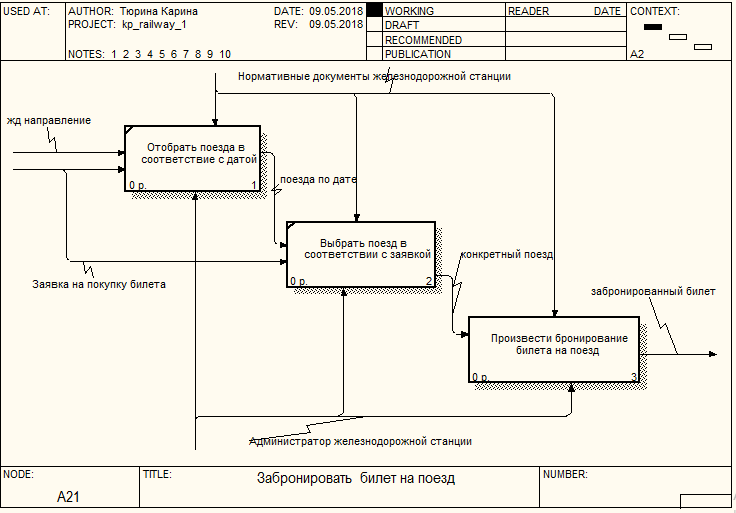 USED AT:
AUTHOR: Тюрина Карина
DATE: 09.05.2018
PROJECT: kp_railway_1
REV: 09.05.2018
NOTES: 1 2 3 4 5 6 7 8 9 10
WORKING
DRAFT
RECOMMENDED
PUBLICATION
READER
DATE
CONTEXT:
A2
Нормативные документы железнодорожной станции
жд направление
Отобрать поезда в
соответствие с датой
0 р.
1
поезда по дате
Выбрать поезд в
соответствии с заявкой
0 р.
2
конкретный поезд
Заявка на покупку билета
забронированный билет
Произвести бронирование
билета на поезд
0 р.
3
Администратор железнодорожной станции
NODE:
A21
TITLE:
Забронировать билет на поезд
NUMBER: